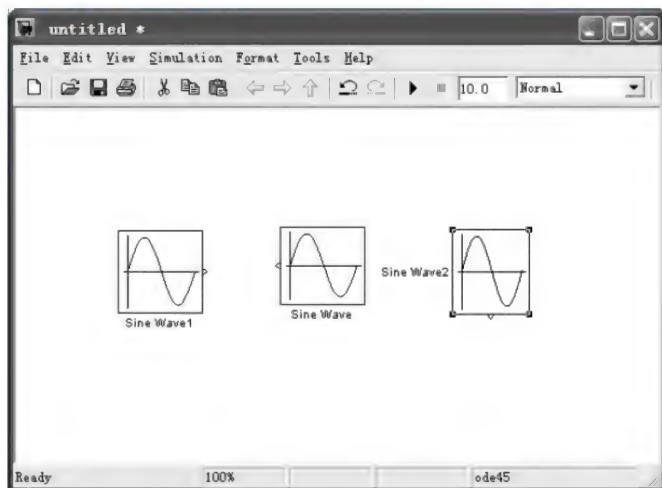 untitled *
File Edit View Simulation Format Tools Help
10.0 Normal
Sine Wave1
Sine Wave
Sine Wave2
Ready 100% ode45